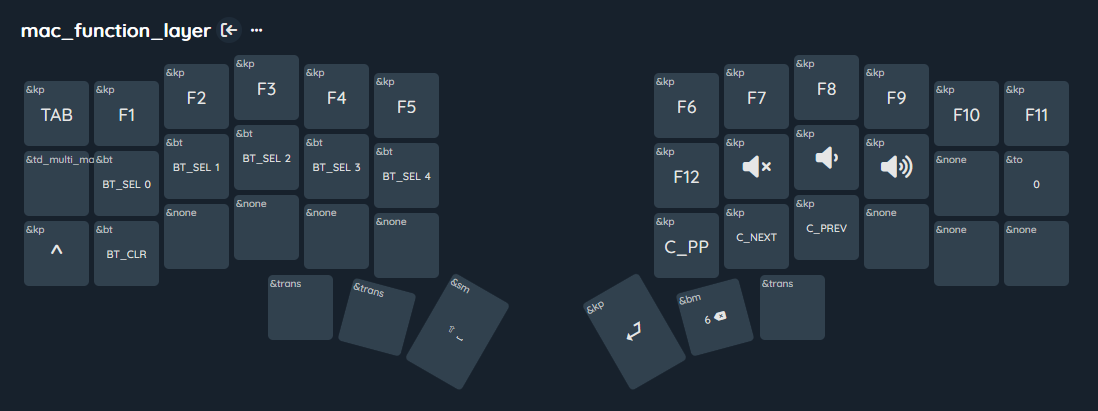 mac_function_layer
&kp &kp &kp &kp &kp &kp &kp &kp &kp &kp &kp &kp
TAB F1 F2 F3 F4 F5 F6 F7 F8 F9 F10 F11
&td_multi_ma &bt &bt &bt &bt &bt &kp &kp &kp &kp &none &to
BT_SEL 0 BT_SEL 1 BT_SEL 2 BT_SEL 3 BT_SEL 4 F12 0
&kp &bt &none &none &none &none &kp &kp &kp &none &none &none
^ BT_CLR C_PP C_NEXT C_PREV
&trans &trans &sm &kp &bm &trans
6